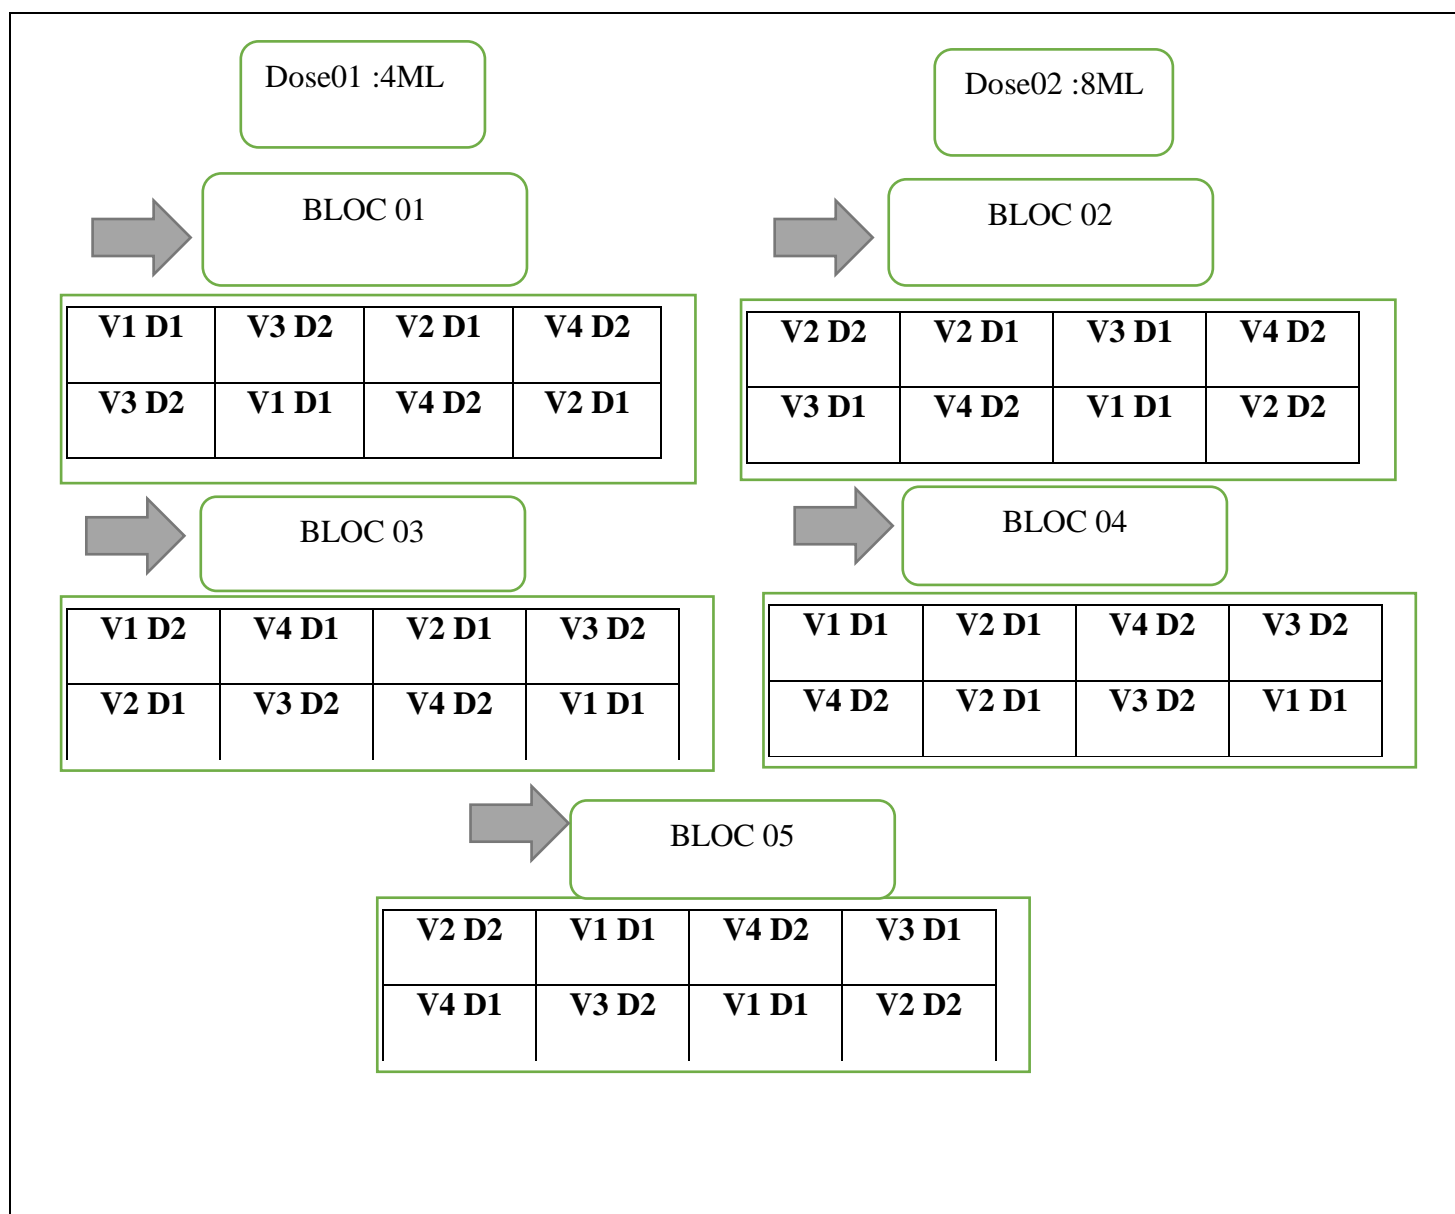 Dose01 :4ML
Dose02 :8ML
BLOC 01
BLOC 02
V1 D1 V3 D2 V2 D1 V4 D2
V3 D2 V1 D1 V4 D2 V2 D1
V2 D2 V2 D1 V3 D1 V4 D2
V3 D1 V4 D2 V1 D1 V2 D2
BLOC 03
BLOC 04
V1 D2 V4 D1 V2 D1 V3 D2
V2 D1 V3 D2 V4 D2 V1 D1
V1 D1 V2 D1 V4 D2 V3 D2
V4 D2 V2 D1 V3 D2 V1 D1
BLOC 05
V2 D2 V1 D1 V4 D2 V3 D1
V4 D1 V3 D2 V1 D1 V2 D2